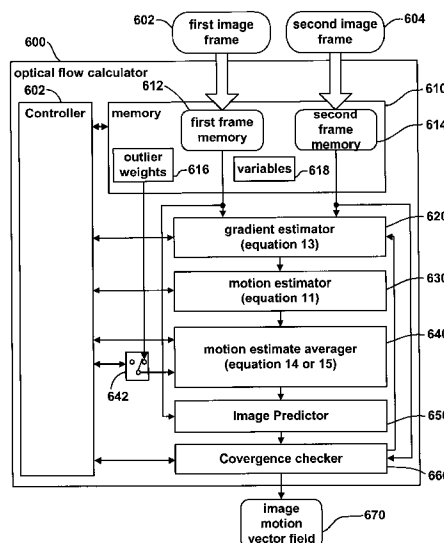 602
604
first image
frame
second image
frame
600
optical flow calculator
602
612
610
Controller
memory
first frame
memory
second
frame
memory
614
outlier
weights
616
variables
618
620
gradient estimator
(equation 13)
630
motion estimator
(equation 11)
640
motion estimate averager
(equation 14 or 15)
642
650
Image Predictor
Covergence checker
660
image
motion
vector field
670